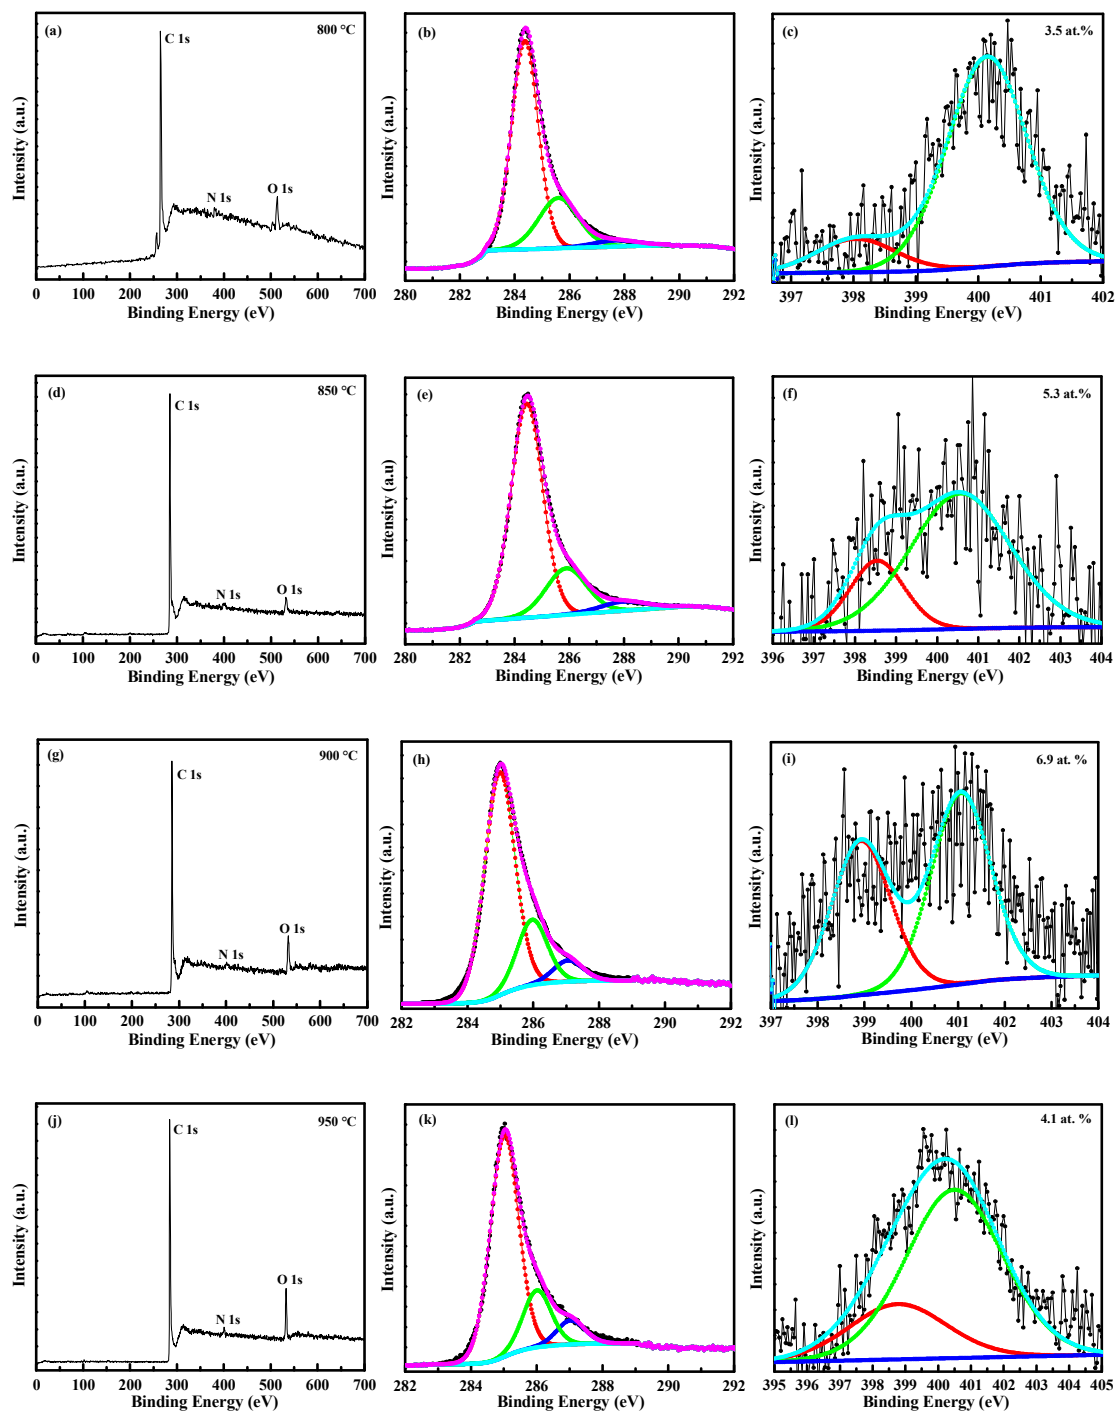 (a) 800 °C
C 1s
N 1s
O 1s
Intensity (a.u.)
0 100 200 300 400 500 600 700
Binding Energy (eV)
(b)
Intensity (a.u.)
280 282 284 286 288 290 292
Binding Energy (eV)
(c) 3.5 at.%
Intensity (a.u.)
397 398 399 400 401 402
Binding Energy (eV)
(d) 850 °C
C 1s
N 1s
O 1s
Intensity (a.u.)
0 100 200 300 400 500 600 700
Binding Energy (eV)
(e)
Intensity (a.u)
280 282 284 286 288 290 292
Binding Energy (eV)
(f) 5.3 at.%
Intensity (a.u.)
396 397 398 399 400 401 402 403 404
Binding Energy (eV)
(g) 900 °C
C 1s
N 1s
O 1s
Intensity (a.u.)
0 100 200 300 400 500 600 700
Binding Energy (eV)
(h)
Intensity (a.u.)
282 284 286 288 290 292
Binding Energy (eV)
(i) 6.9 at. %
Intensity (a.u.)
397 398 399 400 401 402 403 404
Binding Energy (eV)
(j) 950 °C
C 1s
N 1s
O 1s
Intensity (a.u.)
0 100 200 300 400 500 600 700
Binding Energy (eV)
(k)
Intensity (a.u.)
282 284 286 288 290 292
Binding Energy (eV)
(l) 4.1 at. %
Intensity (a.u.)
395 396 397 398 399 400 401 402 403 404 405
Binding Energy (eV)